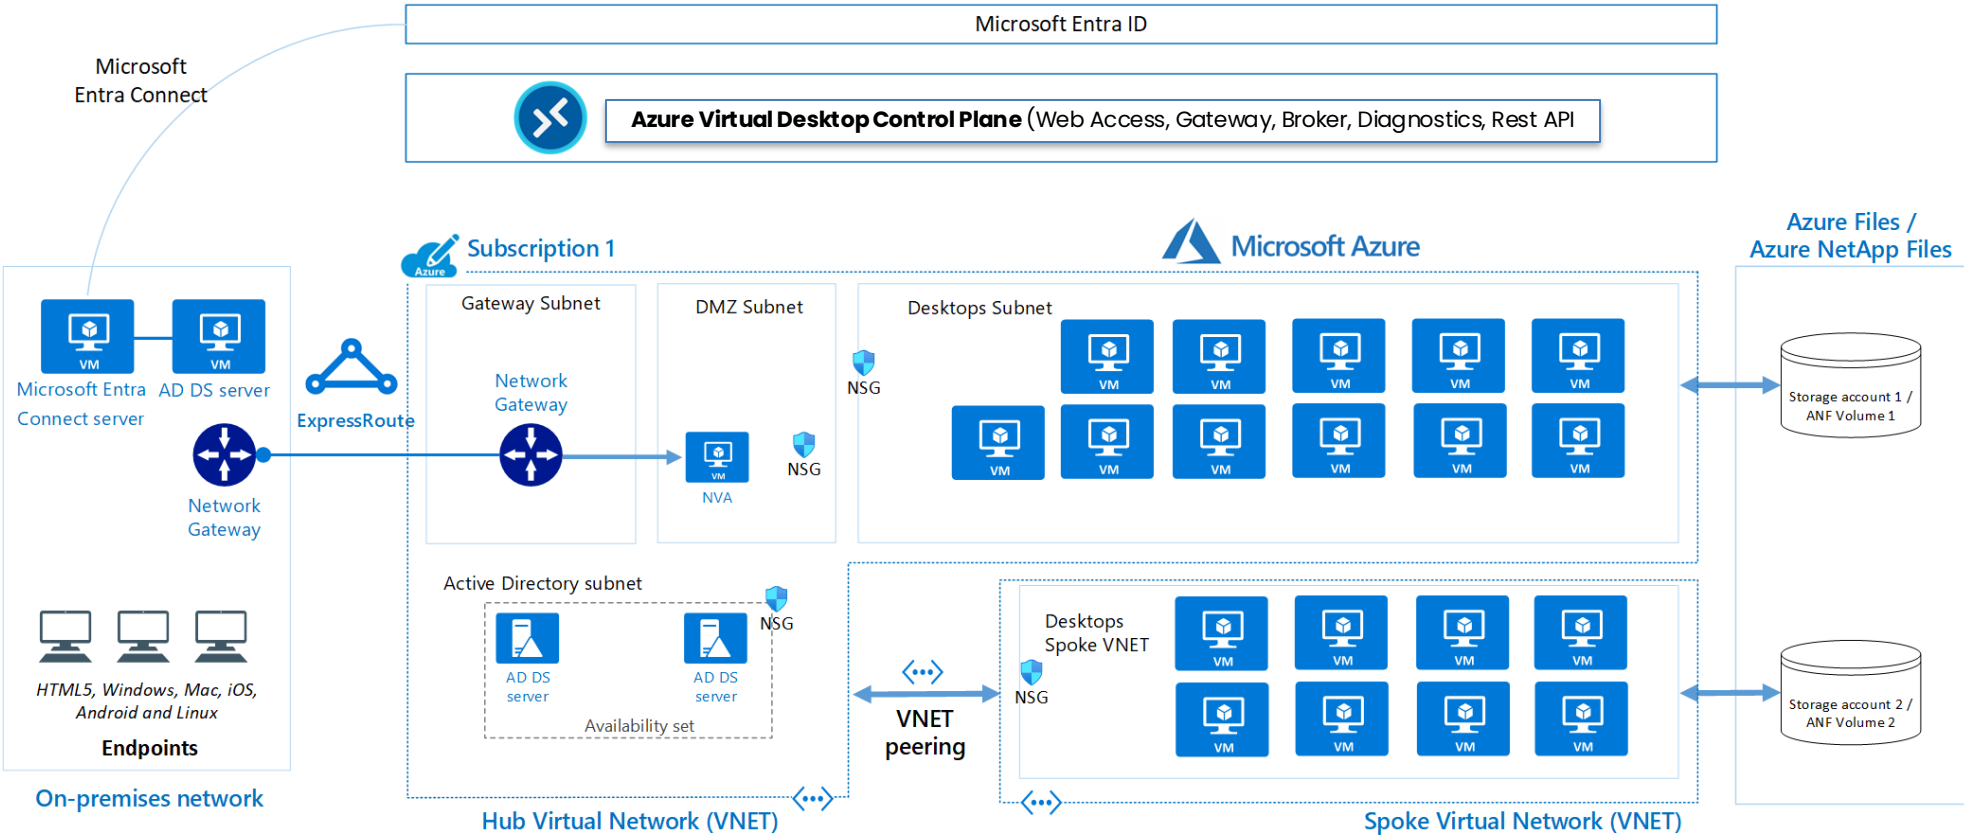 Microsoft Entra ID
Microsoft
Entra Connect
Azure Virtual Desktop Control Plane (Web Access, Gateway, Broker, Diagnostics, Rest API
Azure
Subscription 1
Microsoft Azure
Azure Files /
Azure NetApp Files
VM
Microsoft Entra
Connect server
VM
AD DS server
Network
Gateway
HTML5, Windows, Mac, iOS,
Android and Linux
Endpoints
On-premises network
ExpressRoute
Gateway Subnet
Network
Gateway
DMZ Subnet
VM
NVA
NSG
Desktops Subnet
NSG
VM
VM
VM
VM
VM
VM
VM
VM
VM
VM
VM
Storage account 1 /
ANF Volume 1
Active Directory subnet
NSG
AD DS
server
AD DS
server
Availability set
VNET
peering
Desktops
Spoke VNET
NSG
VM
VM
VM
VM
VM
VM
VM
VM
Storage account 2 /
ANF Volume 2
Hub Virtual Network (VNET)
Spoke Virtual Network (VNET)